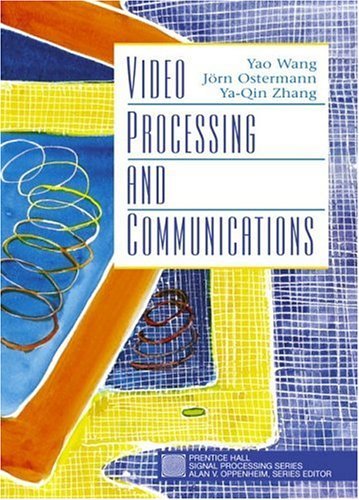 Yao Wang
Jörn Ostermann
Ya-Qin Zhang
VIDEO
PROCESSING
AND
COMMUNICATIONS
PRENTICE HALL
SIGNAL PROCESSING SERIES
ALAN V. OPPENHEIM, SERIES EDITOR